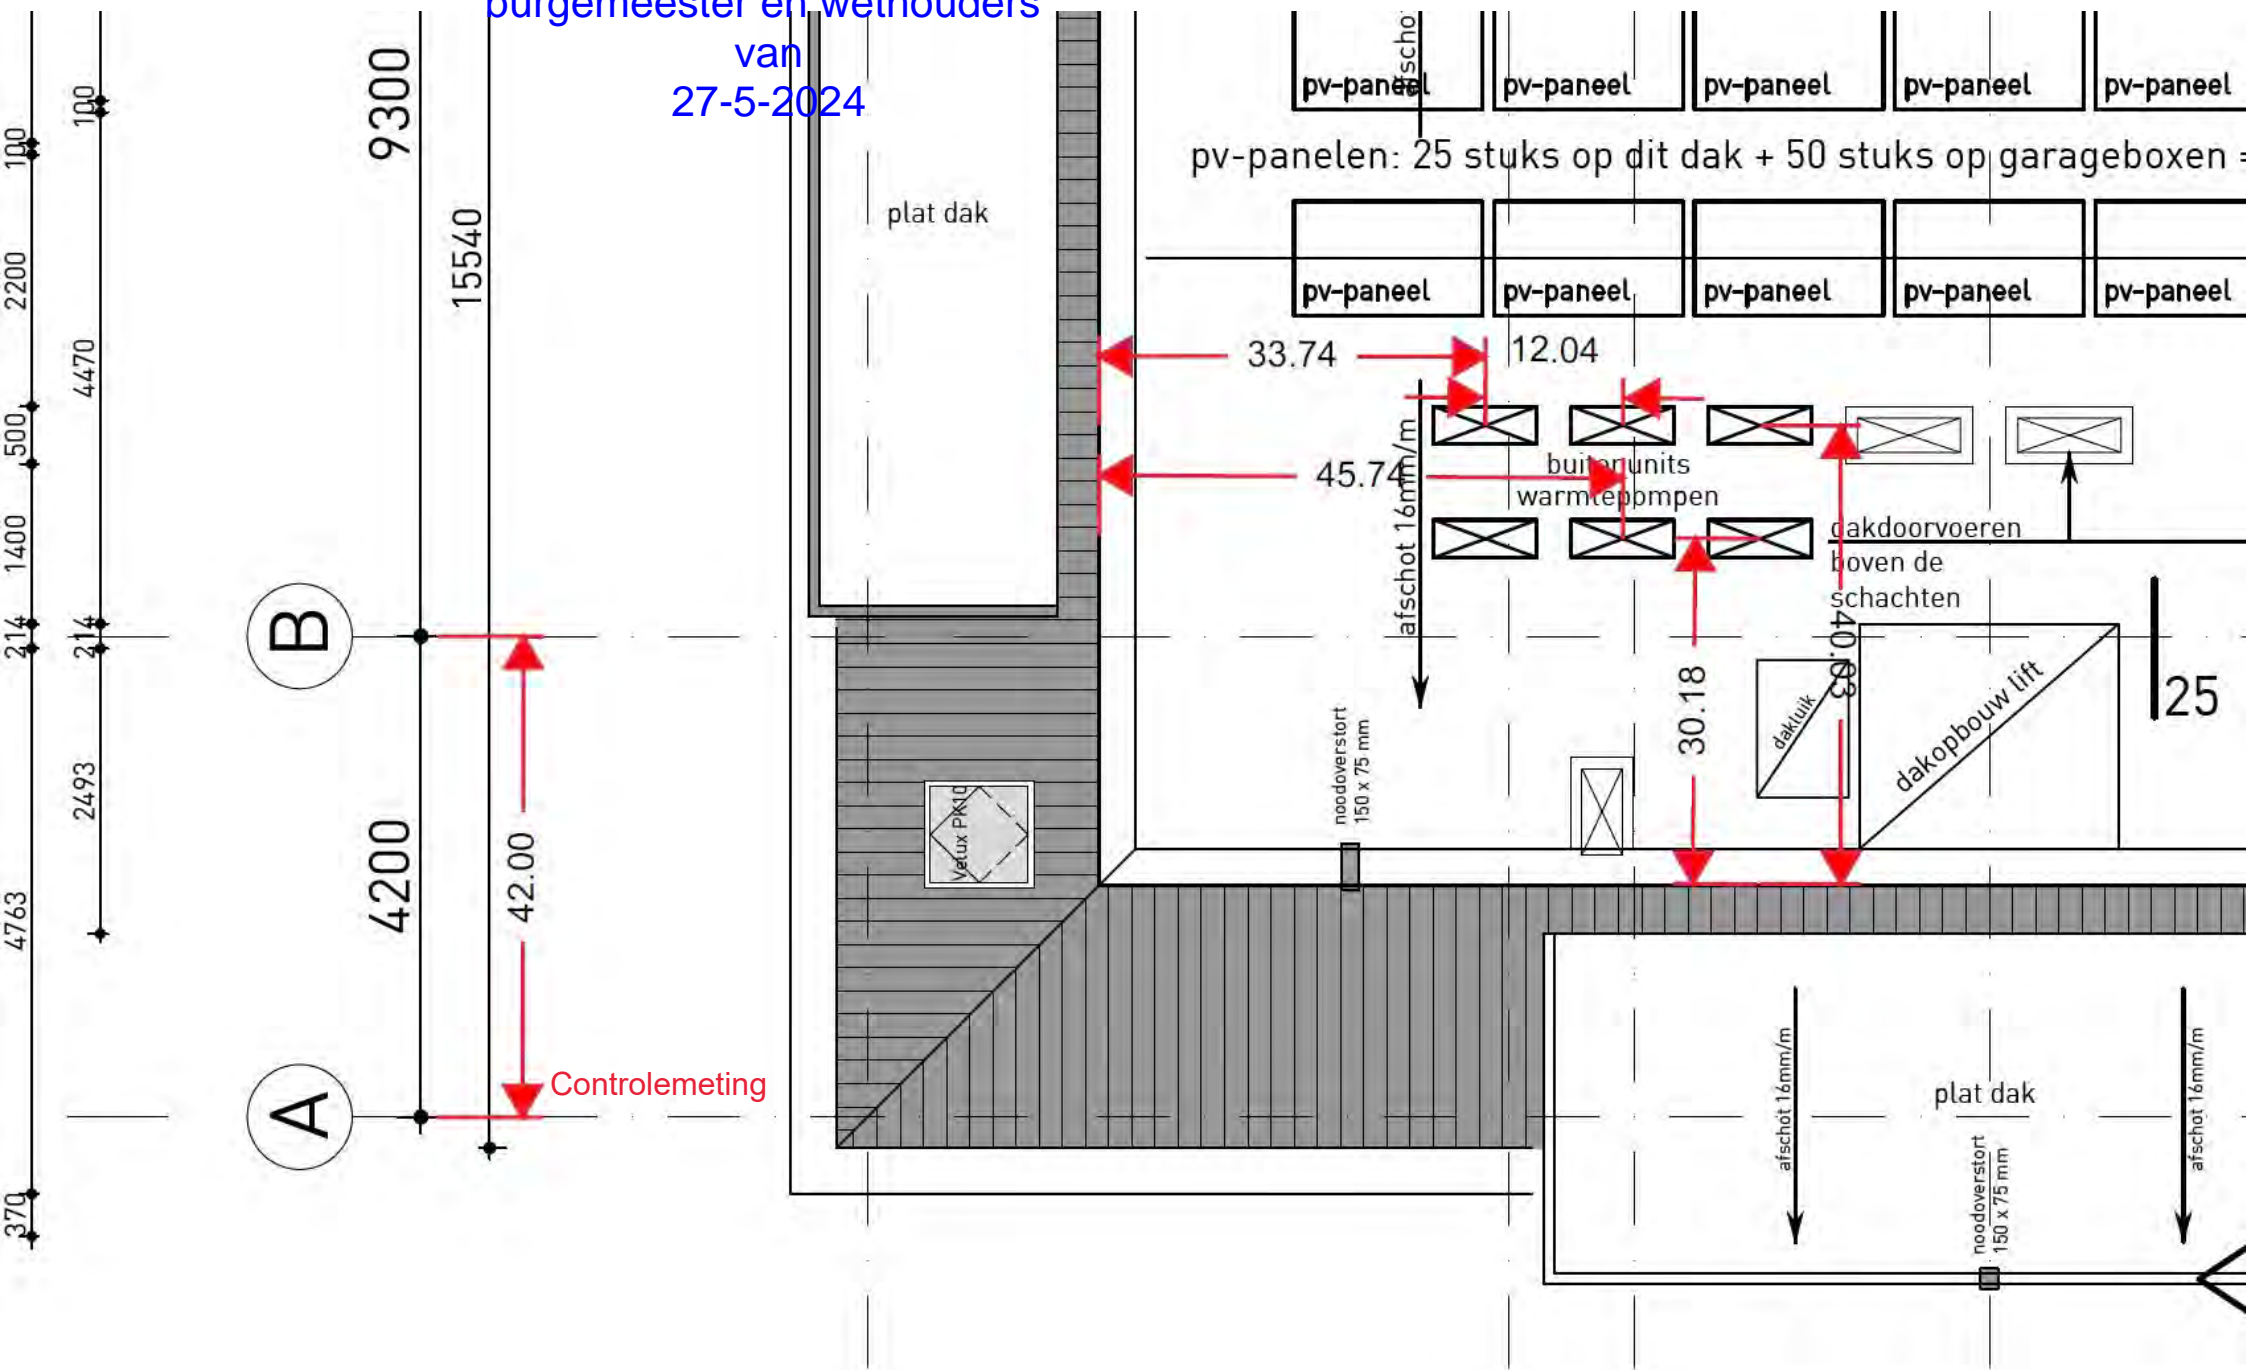 burgemeester en wethouders
van
27-5-2024
100
2200
500
1400
214
4763
370
100
4470
214
2493
9300
4200
15540
42.00
B
A
Controlemeting
plat dak
Velux PK10
afschot
pv-paneel
pv-paneel
pv-paneel
pv-paneel
pv-paneel
pv-panelen: 25 stuks op dit dak + 50 stuks op garageboxen =
pv-paneel
pv-paneel
pv-paneel
pv-paneel
pv-paneel
33.74
12.04
45.74
afschot 16mm/m
buitenunits
warmtepompen
dakdoorvoeren
boven de
schachten
40.03
30.18
noodoverstort
150 x 75 mm
dakluik
dakopbouw lift
25
afschot 16mm/m
plat dak
afschot 16mm/m
noodoverstort
150 x 75 mm